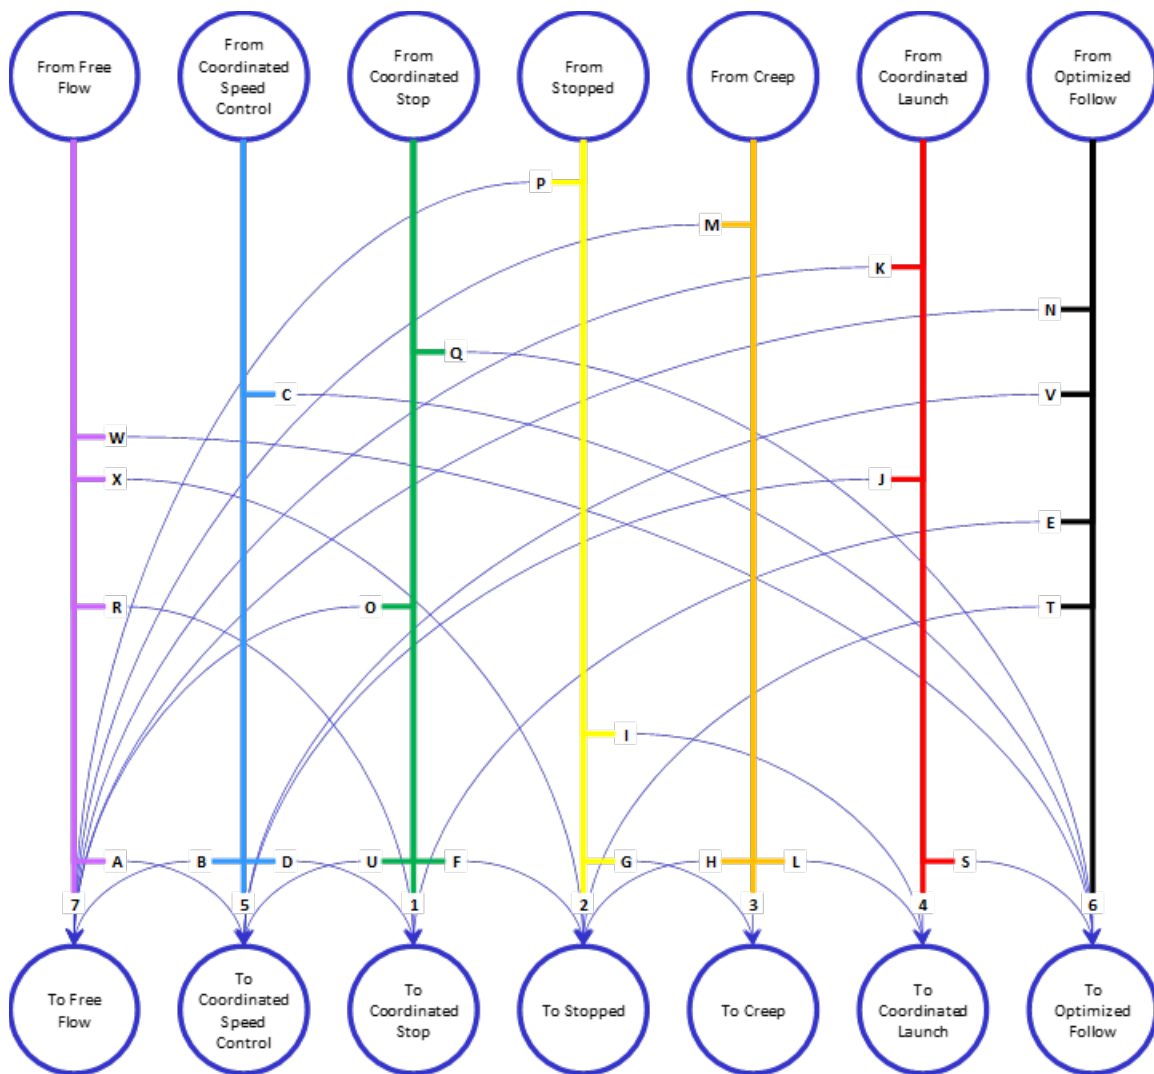 From Free
Flow
From
Coordinated
Speed
Control
From
Coordinated
Stop
From
Stopped
From Creep
From
Coordinated
Launch
From
Optimized
Follow
P
M
K
N
Q
C
V
W
X
J
E
R
O
T
I
A
B
D
U
F
G
H
L
S
7
5
1
2
3
4
6
To Free
Flow
To
Coordinated
Speed
Control
To
Coordinated
Stop
To Stopped
To Creep
To
Coordinated
Launch
To
Optimized
Follow